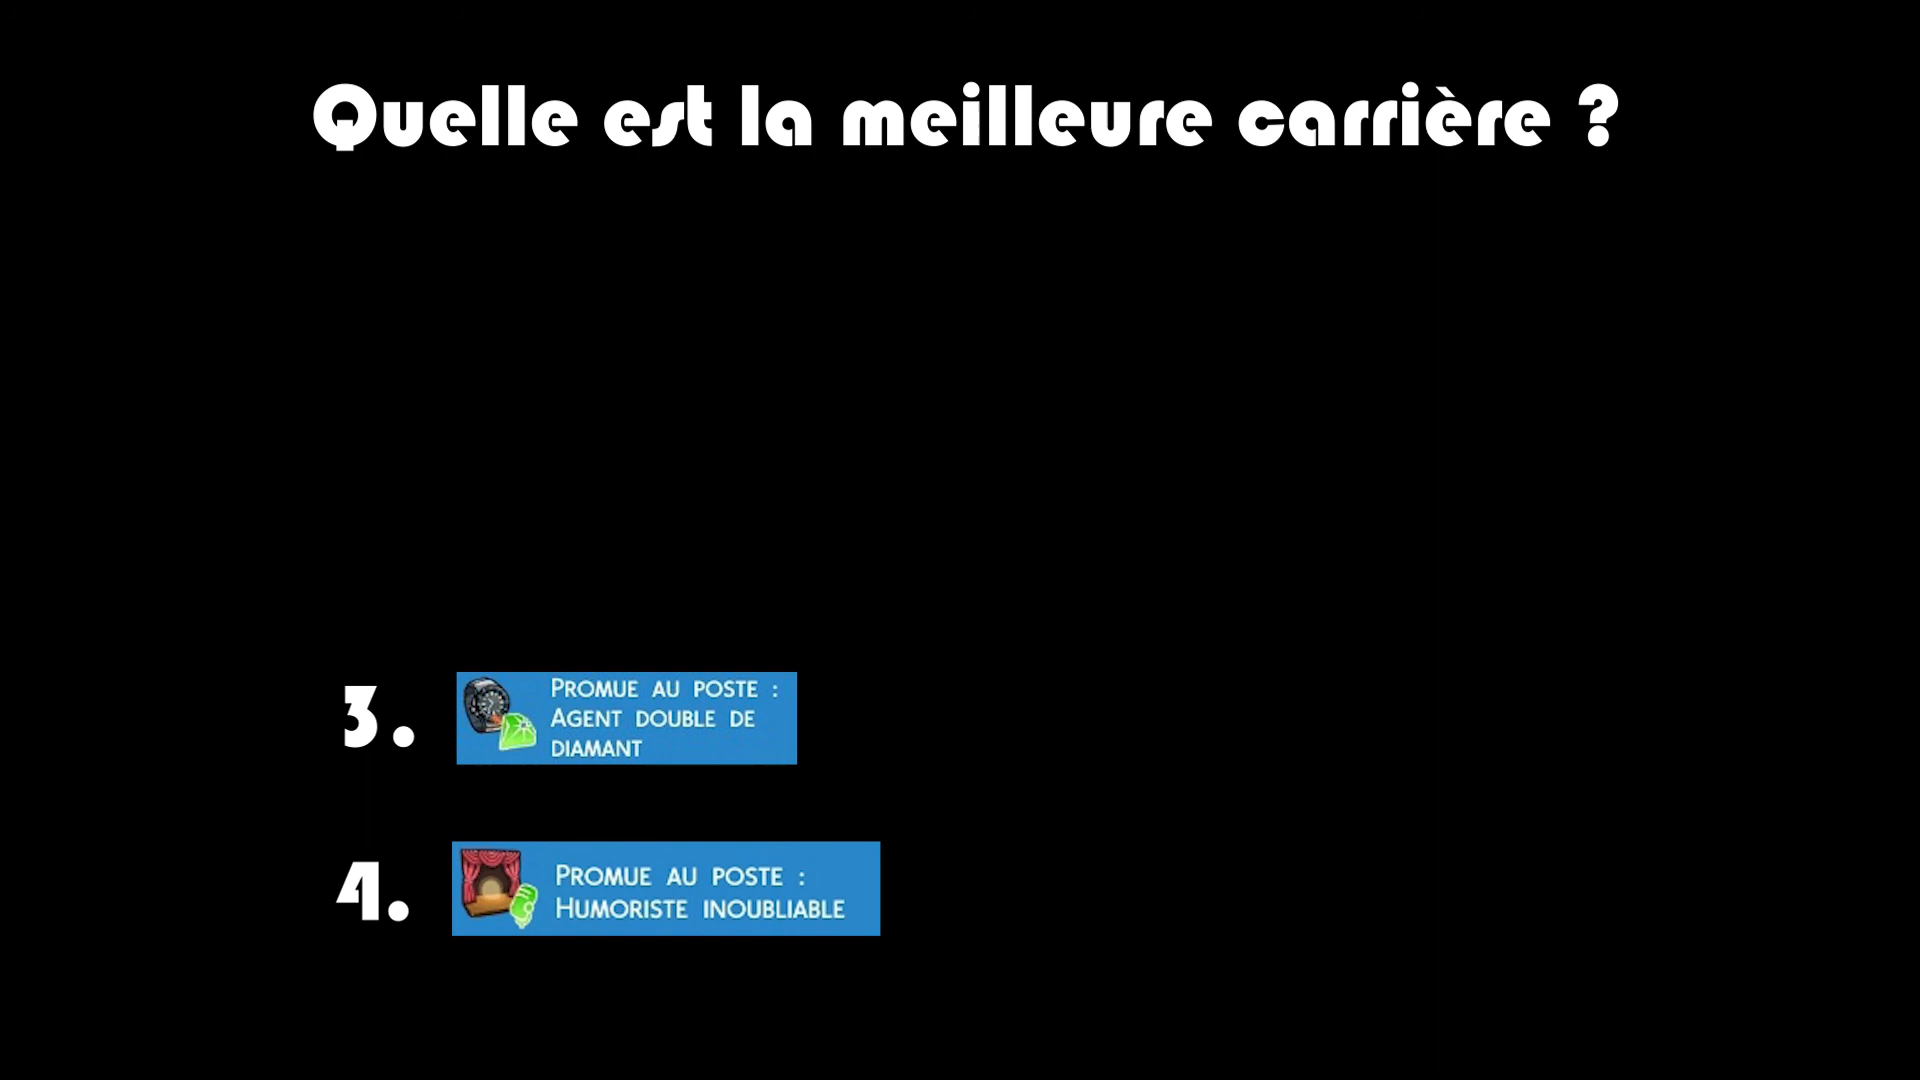 Quelle est la meilleure carrière ?
3.
Promue au poste :
Agent double de
diamant
4.
Promue au poste :
Humoriste inoubliable